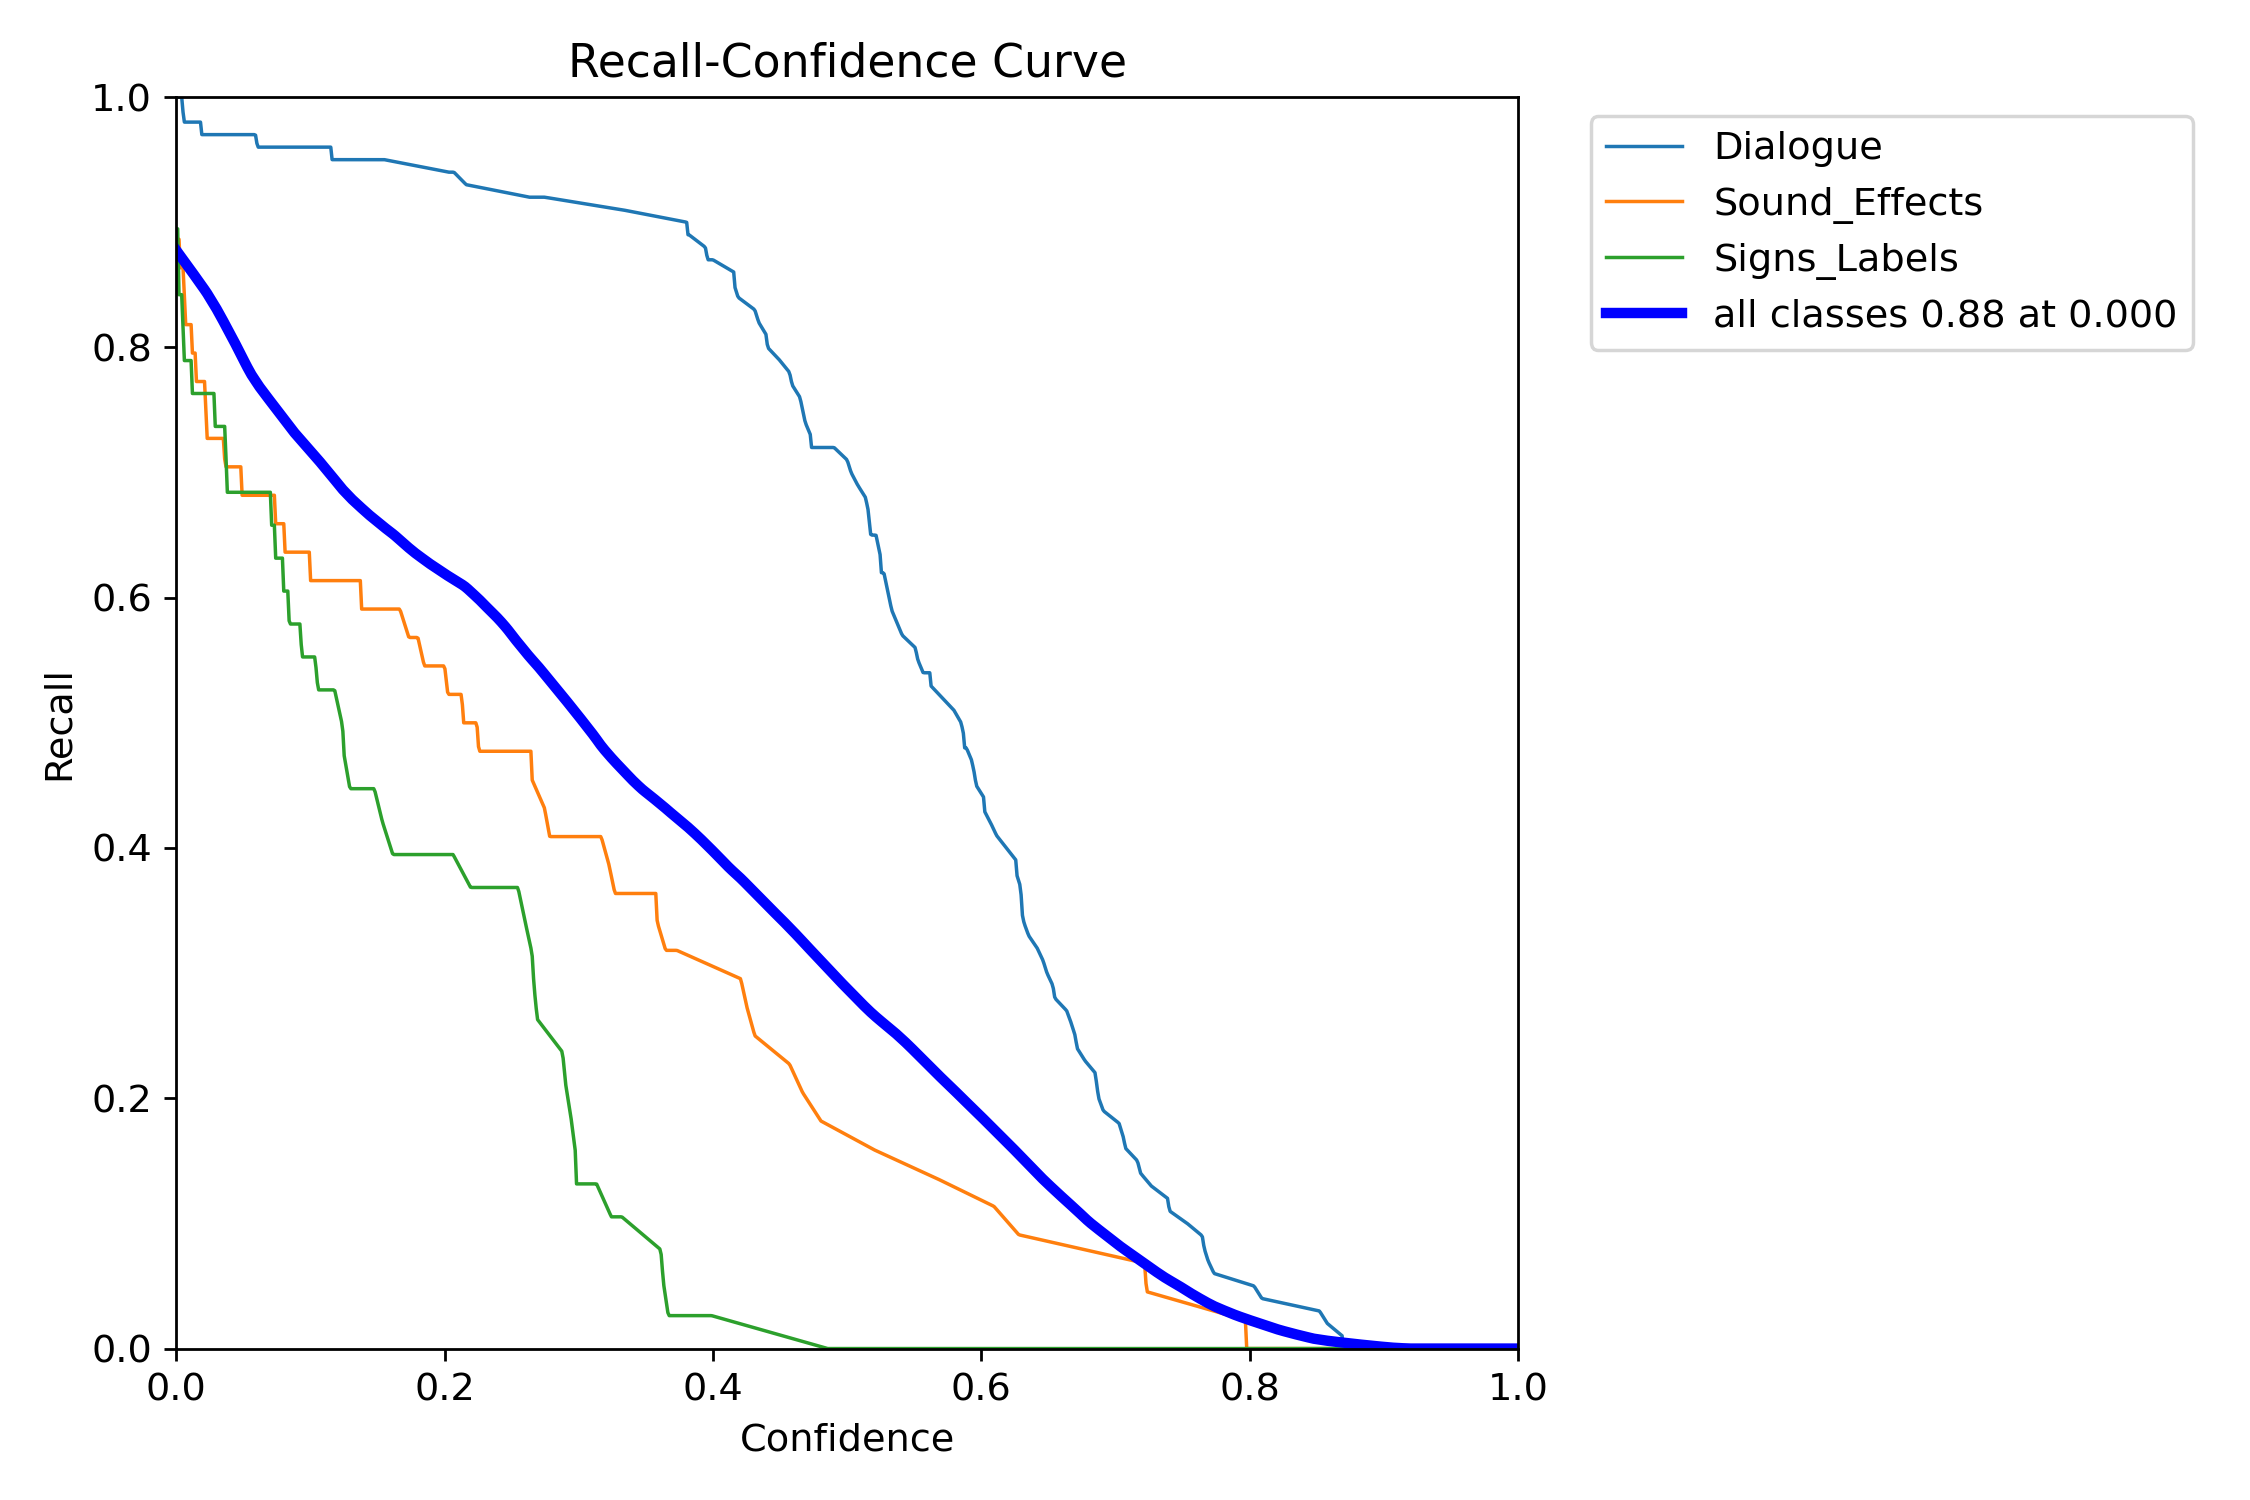 Recall-Confidence Curve
1.0
0.8
0.6
0.4
0.2
0.0
Recall
0.0 0.2 0.4 0.6 0.8 1.0
Confidence
Dialogue
Sound_Effects
Signs_Labels
all classes 0.88 at 0.000